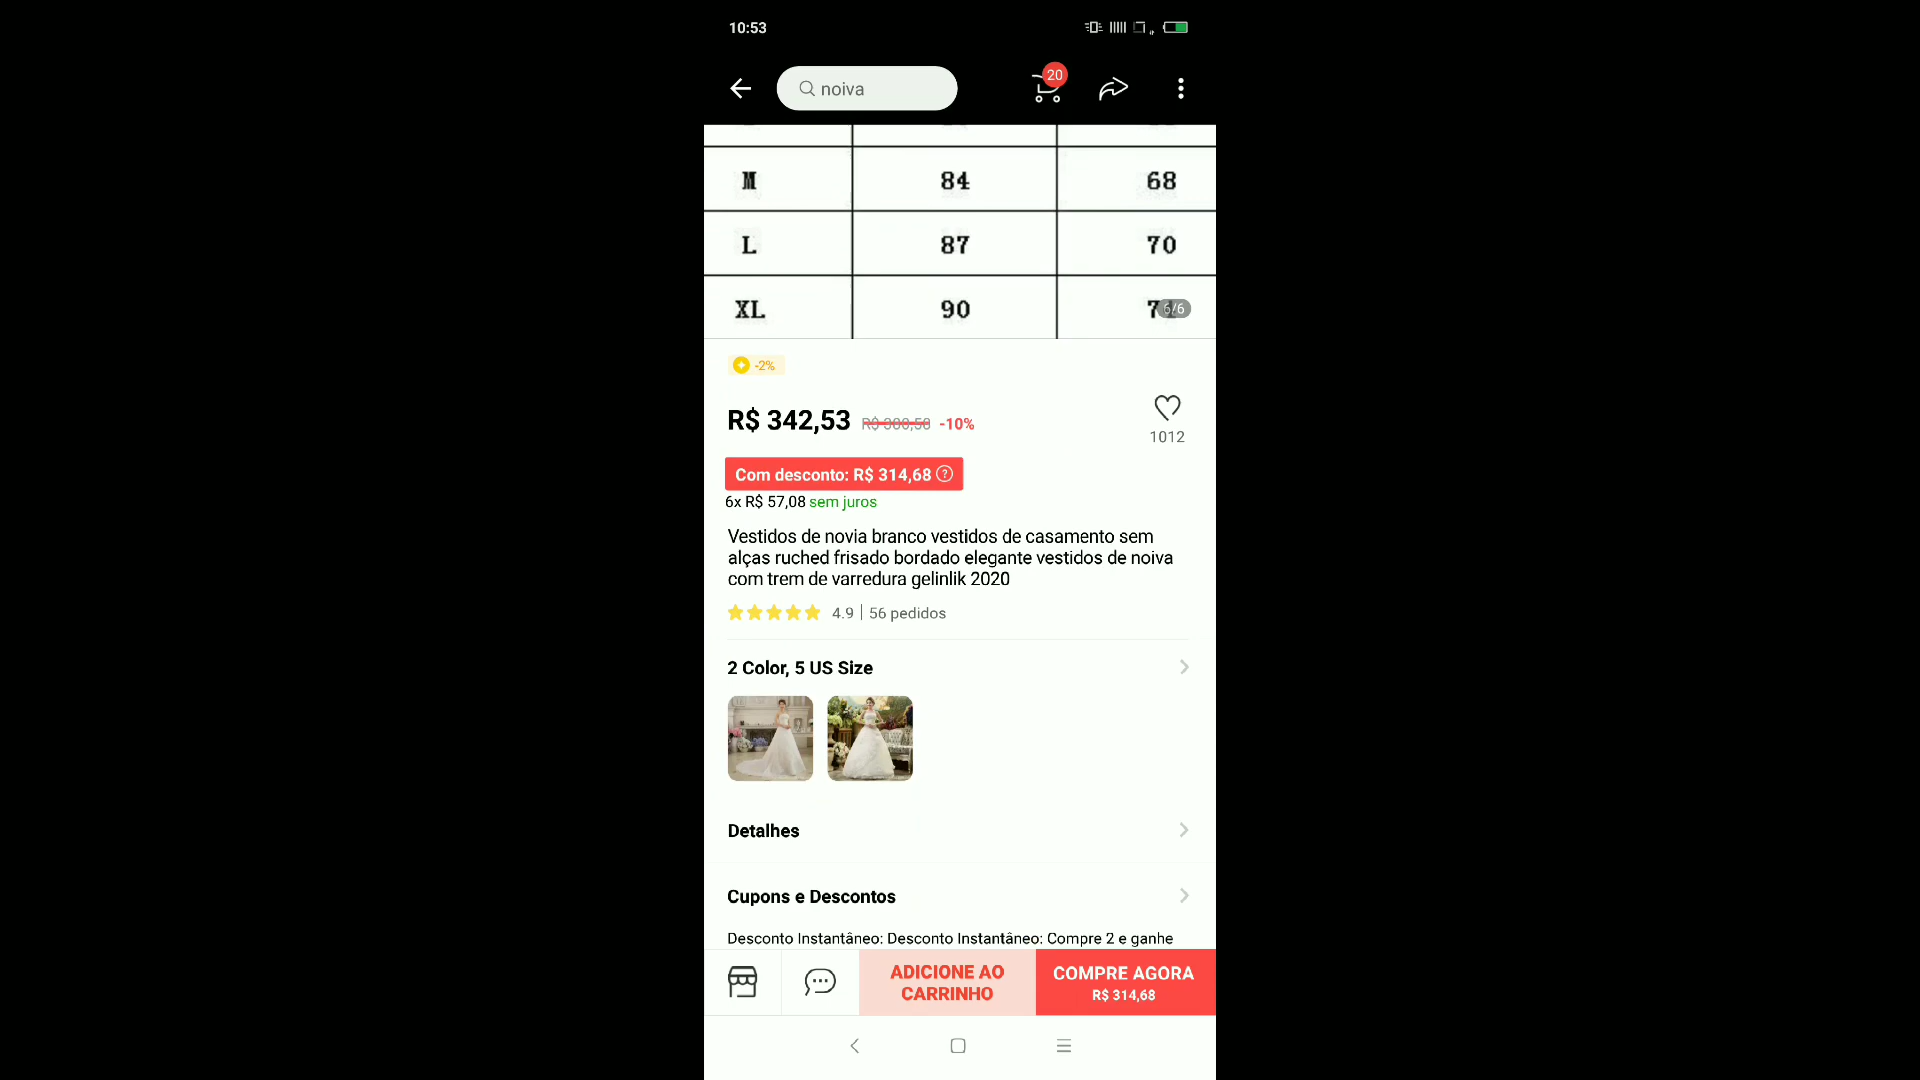 10:53
noiva
20
M 84 68
L 87 70
XL 90
6/6
-2%
R$ 342,53 -10%
1012
Com desconto: R$ 314,68 ?
6x R$ 57,08 sem juros
Vestidos de novia branco vestidos de casamento sem
alças ruched frisado bordado elegante vestidos de noiva
com trem de varredura gelinlik 2020
4.9 | 56 pedidos
2 Color, 5 US Size
Detalhes
Cupons e Descontos
Desconto Instantâneo: Desconto Instantâneo: Compre 2 e ganhe
ADICIONE AO
CARRINHO
COMPRE AGORA
R$ 314,68